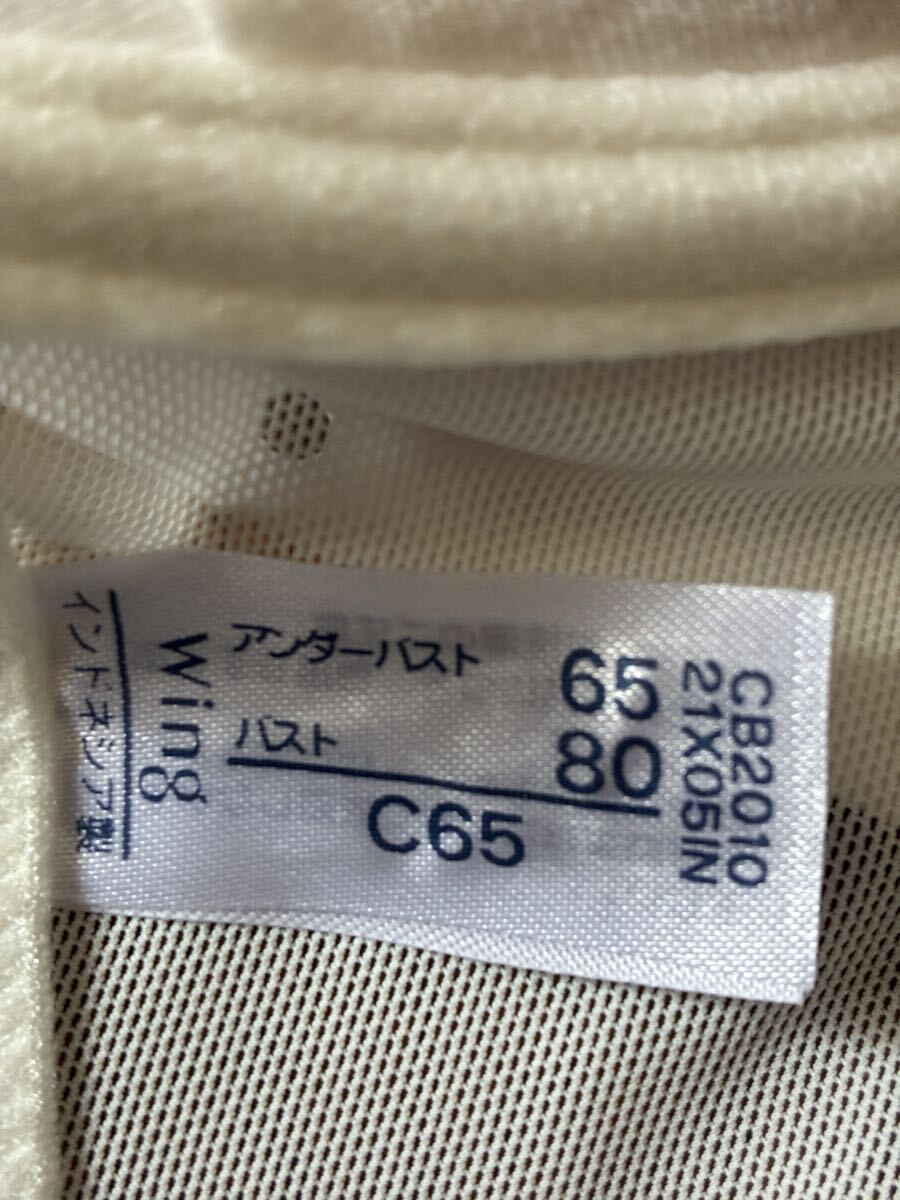 アンダーバスト 65
バスト 80
C65
Wing
インドネシア製
CB2010
21X05IN